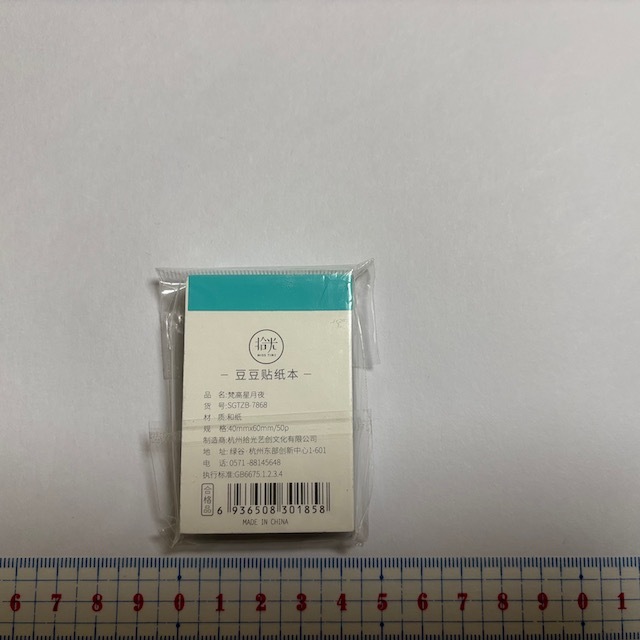 拾光
- 豆豆贴纸本 -
品 名:梵高星月夜
货 号:SGTZB-7868
材 质:和纸
规 格:40mmx60mm/50p
制造商:杭州拾光艺创文化有限公司
地 址: 绿谷·杭州东部创新中心1-601
电 话: 0571-88145648
执行标准:GB6675.1.2.3.4
合格品
6 936508 301858
MADE IN CHINA
6 7 8 9 0 1 2 3 4 5 6 7 8 9 0 1